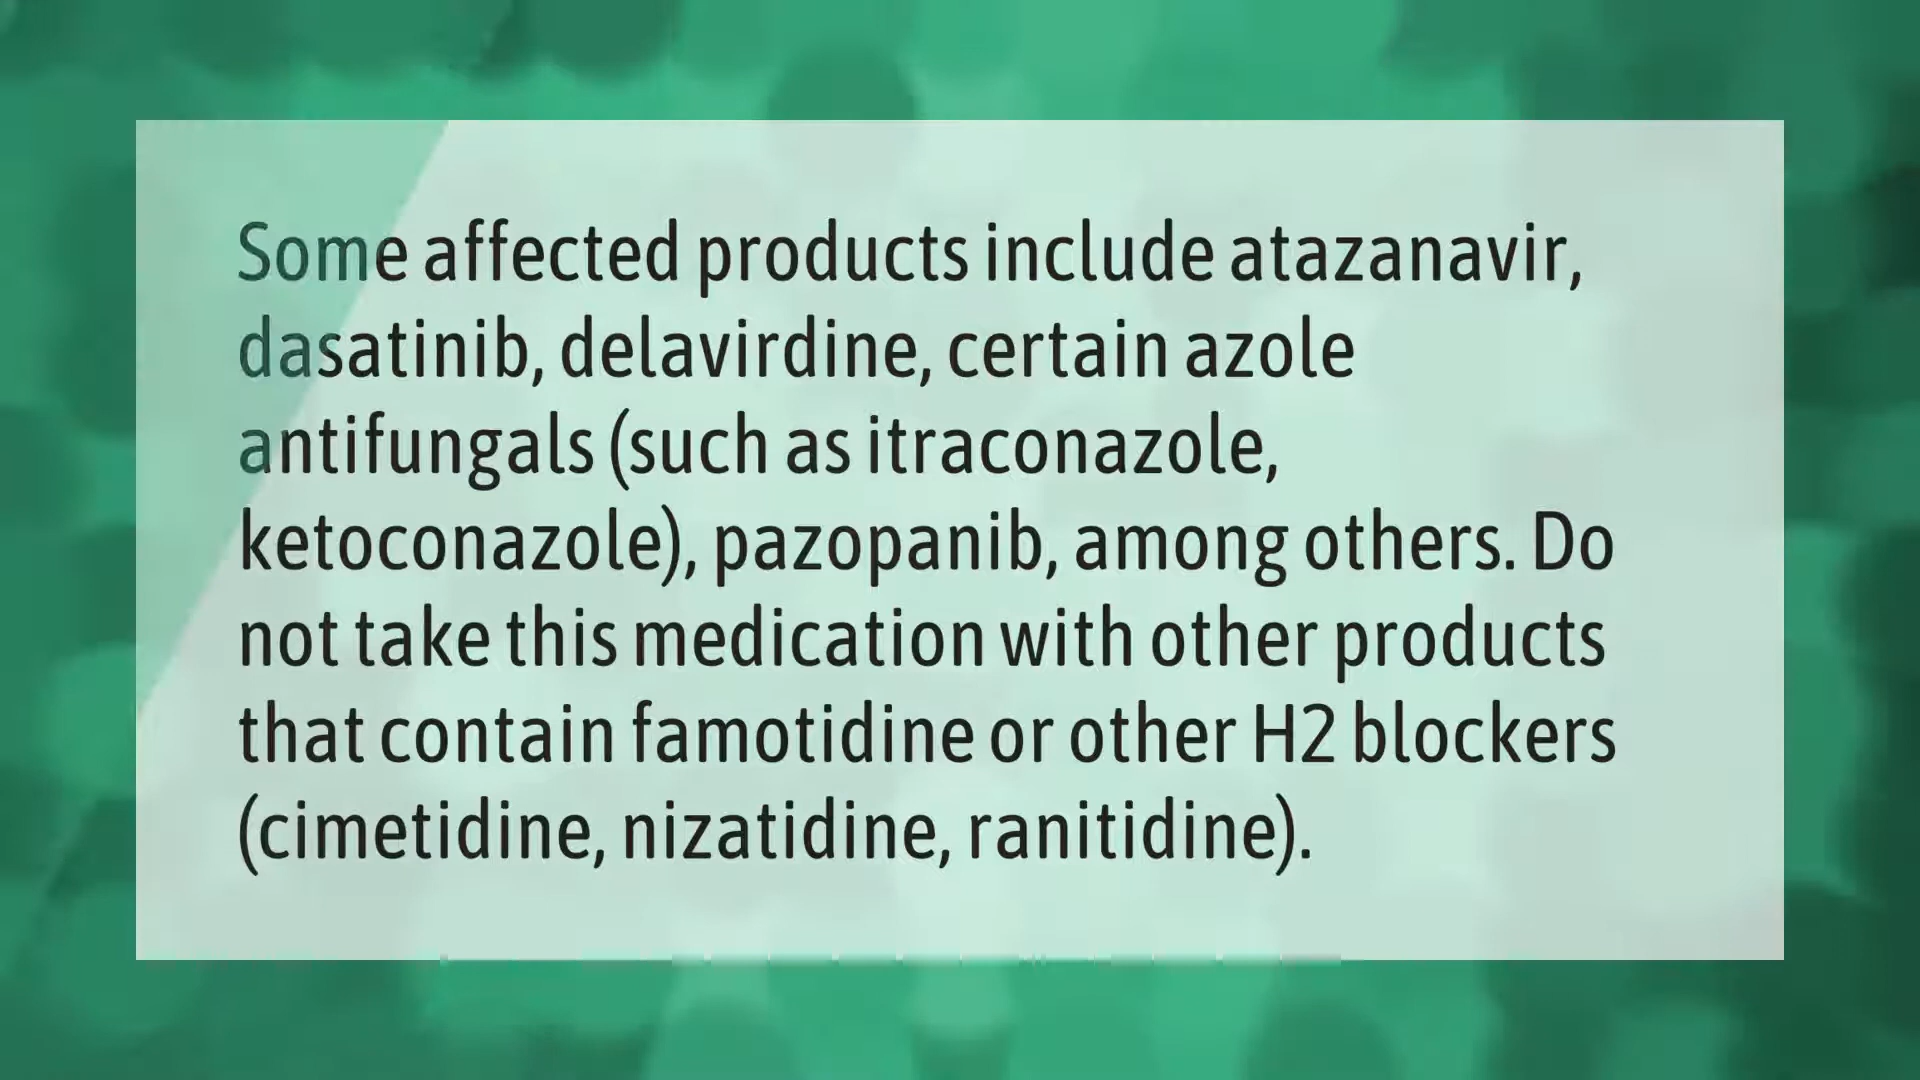 Some affected products include atazanavir,
dasatinib, delavirdine, certain azole
antifungals (such as itraconazole,
ketoconazole), pazopanib, among others. Do
not take this medication with other products
that contain famotidine or other H2 blockers
(cimetidine, nizatidine, ranitidine).